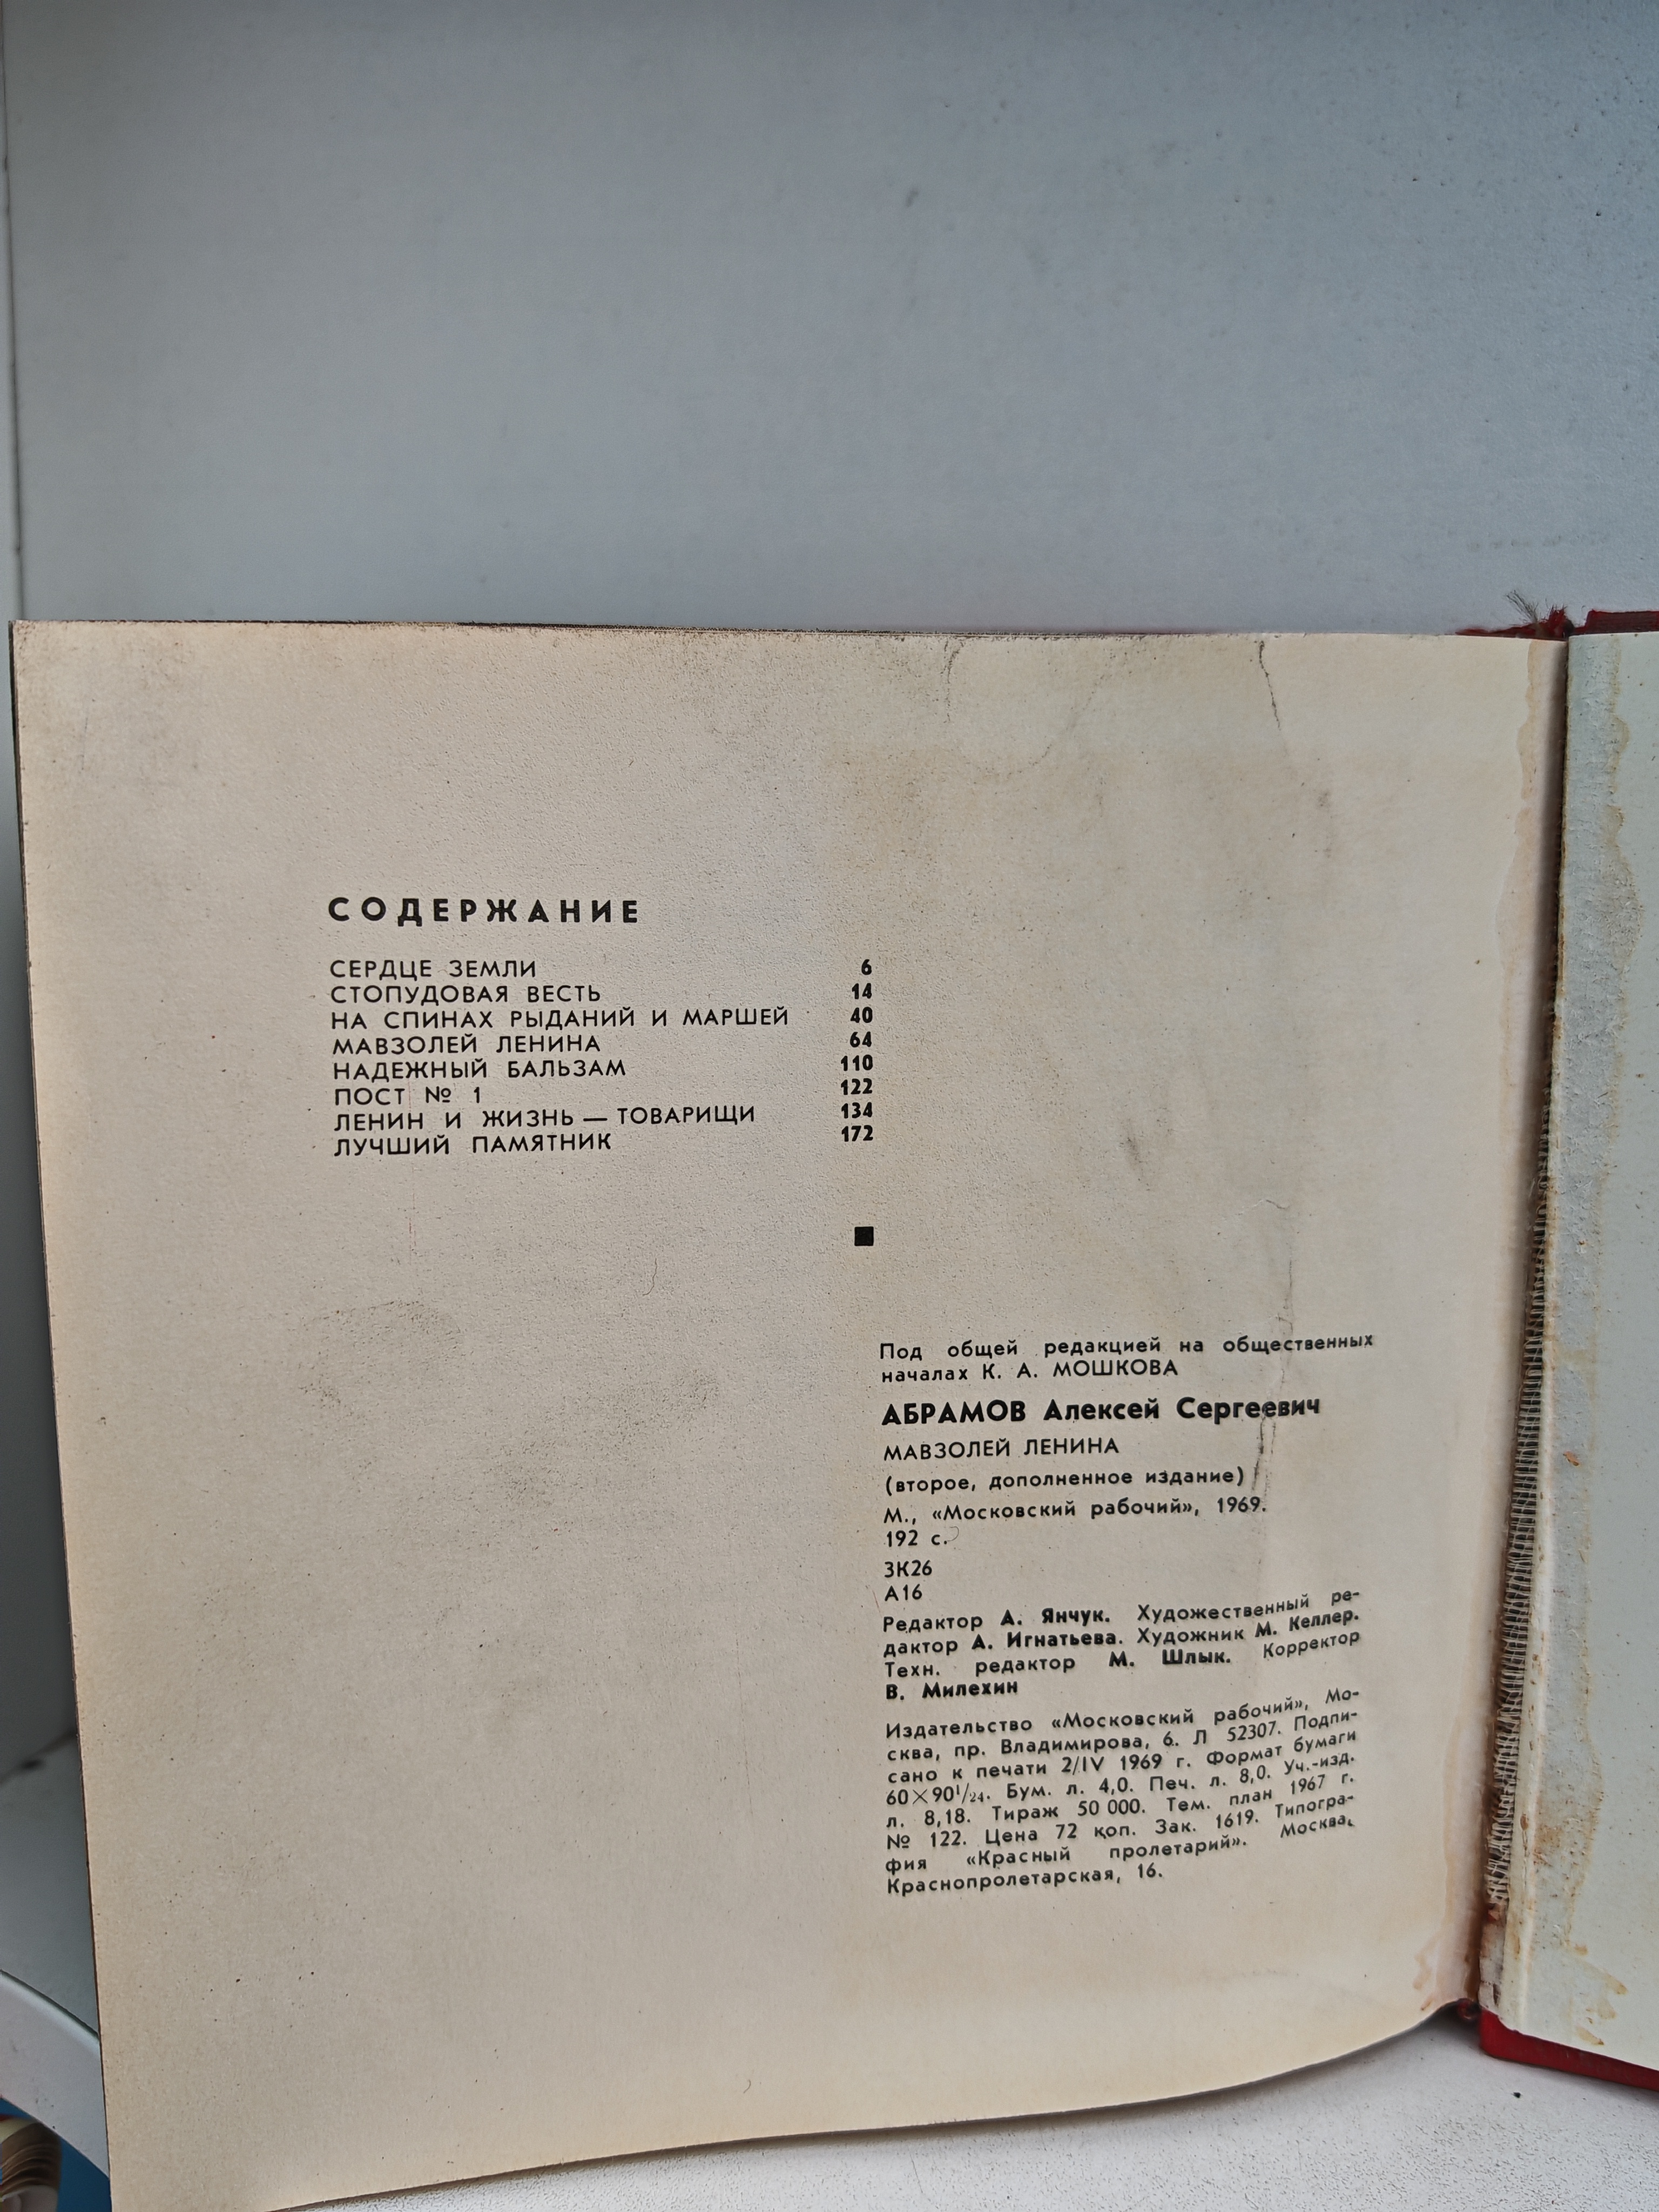 СОДЕРЖАНИЕ
СЕРДЦЕ ЗЕМЛИ 6
СТОПУДОВАЯ ВЕСТЬ 14
НА СПИНАХ РЫДАНИЙ И МАРШЕЙ 40
МАВЗОЛЕЙ ЛЕНИНА 64
НАДЕЖНЫЙ БАЛЬЗАМ 110
ПОСТ № 1 122
ЛЕНИН И ЖИЗНЬ — ТОВАРИЩИ 134
ЛУЧШИЙ ПАМЯТНИК 172
Под общей редакцией на общественных
началах К. А. МОШКОВА
АБРАМОВ Алексей Сергеевич
МАВЗОЛЕЙ ЛЕНИНА
(второе, дополненное издание)
М., «Московский рабочий», 1969.
192 с.
3К26
А16
Редактор А. Янчук. Художественный ре-
дактор А. Игнатьева. Художник М. Келлер.
Техн. редактор М. Шлык. Корректор
В. Милехин
Издательство «Московский рабочий», Мо-
сква, пр. Владимирова, 6. Л 52307. Подпи-
сано к печати 2/IV 1969 г. Формат бумаги
60×90¹/₂₄. Бум. л. 4,0. Печ. л. 8,0. Уч.-изд.
л. 8,18. Тираж 50 000. Тем. план 1967 г.
№ 122. Цена 72 коп. Зак. 1619. Типогра-
фия «Красный пролетарий». Москва,
Краснопролетарская, 16.